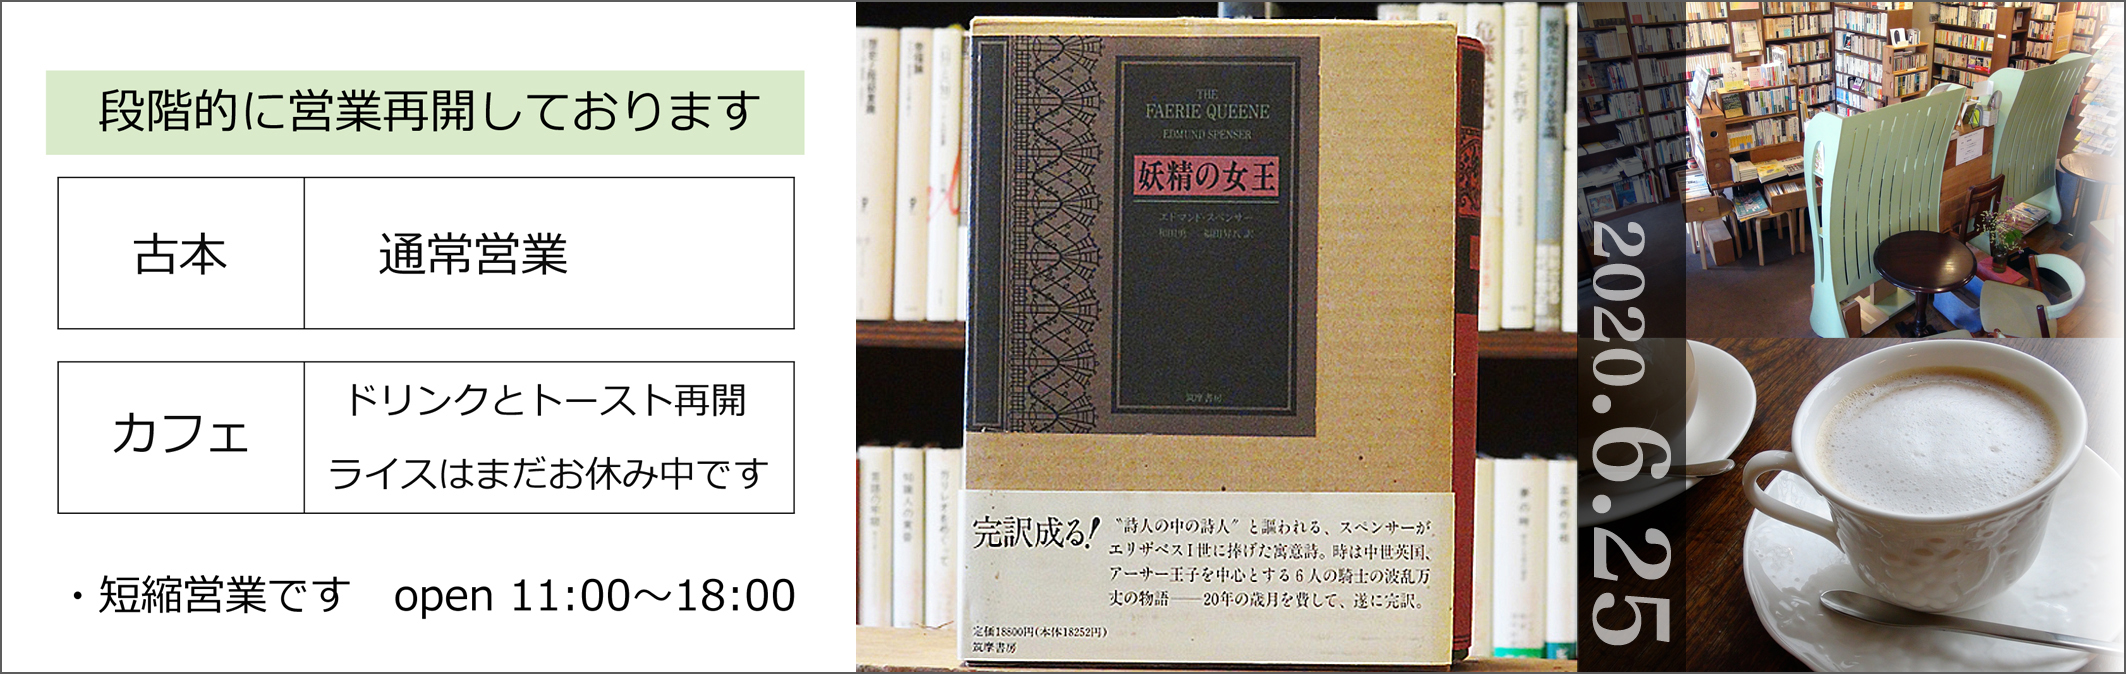 段階的に営業再開しております
古本
通常営業
カフェ
ドリンクとトースト再開
ライスはまだお休み中です
・短縮営業です open 11:00～18:00
THE
FAERIE QUEENE
EDMUND SPENSER
妖精の女王
エドマンド・スペンサー
筑摩書房
完訳成る!
〝詩人の中の詩人〟と謳われる、スペンサーが
エリザベスI世に捧げた寓意詩。時は中世英国、
アーサー王子を中心とする6人の騎士の波乱万
丈の物語――20年の歳月を費して、遂に完訳。
定価18800円(本体18252円)
筑摩書房
2020.6.25